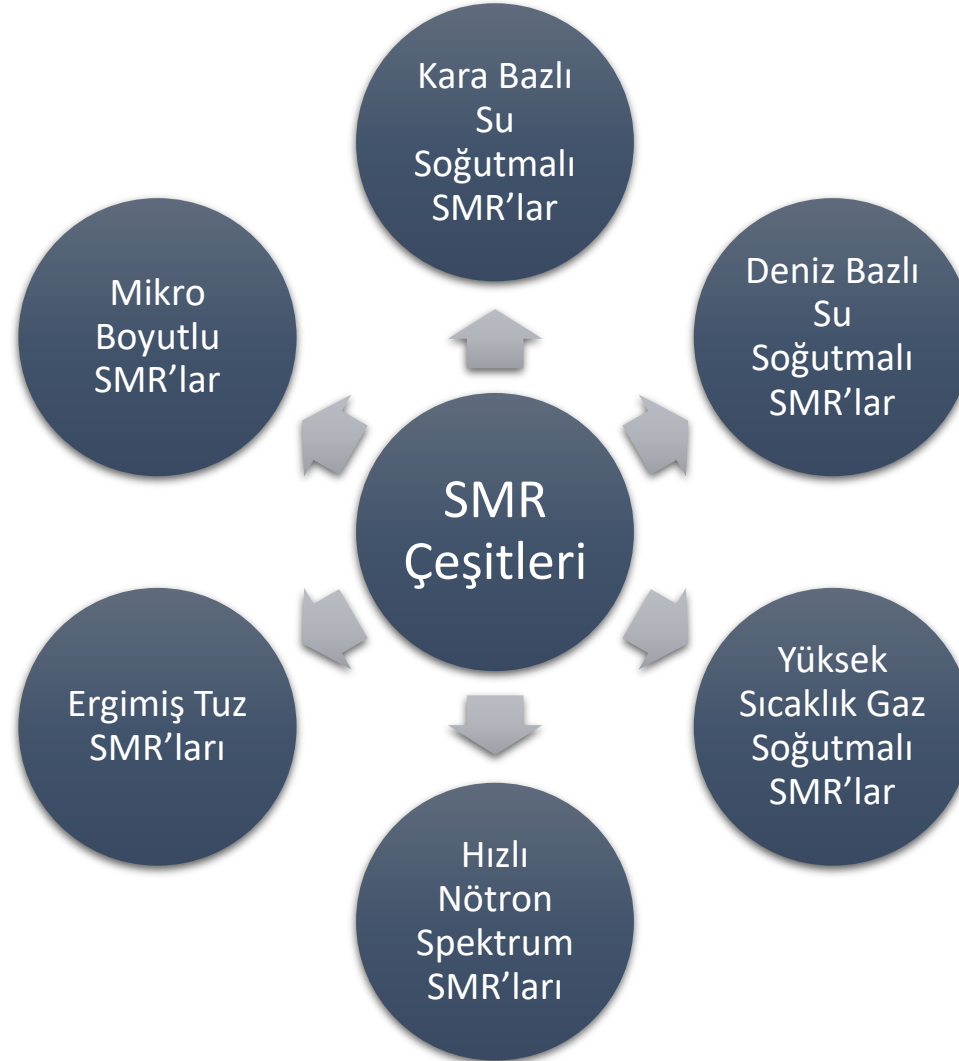 Kara Bazlı
Su
Soğutmalı
SMR’lar
Mikro
Boyutlu
SMR’lar
Deniz Bazlı
Su
Soğutmalı
SMR’lar
SMR
Çeşitleri
Ergimiş Tuz
SMR’ları
Yüksek
Sıcaklık Gaz
Soğutmalı
SMR’lar
Hızlı
Nötron
Spektrum
SMR’ları